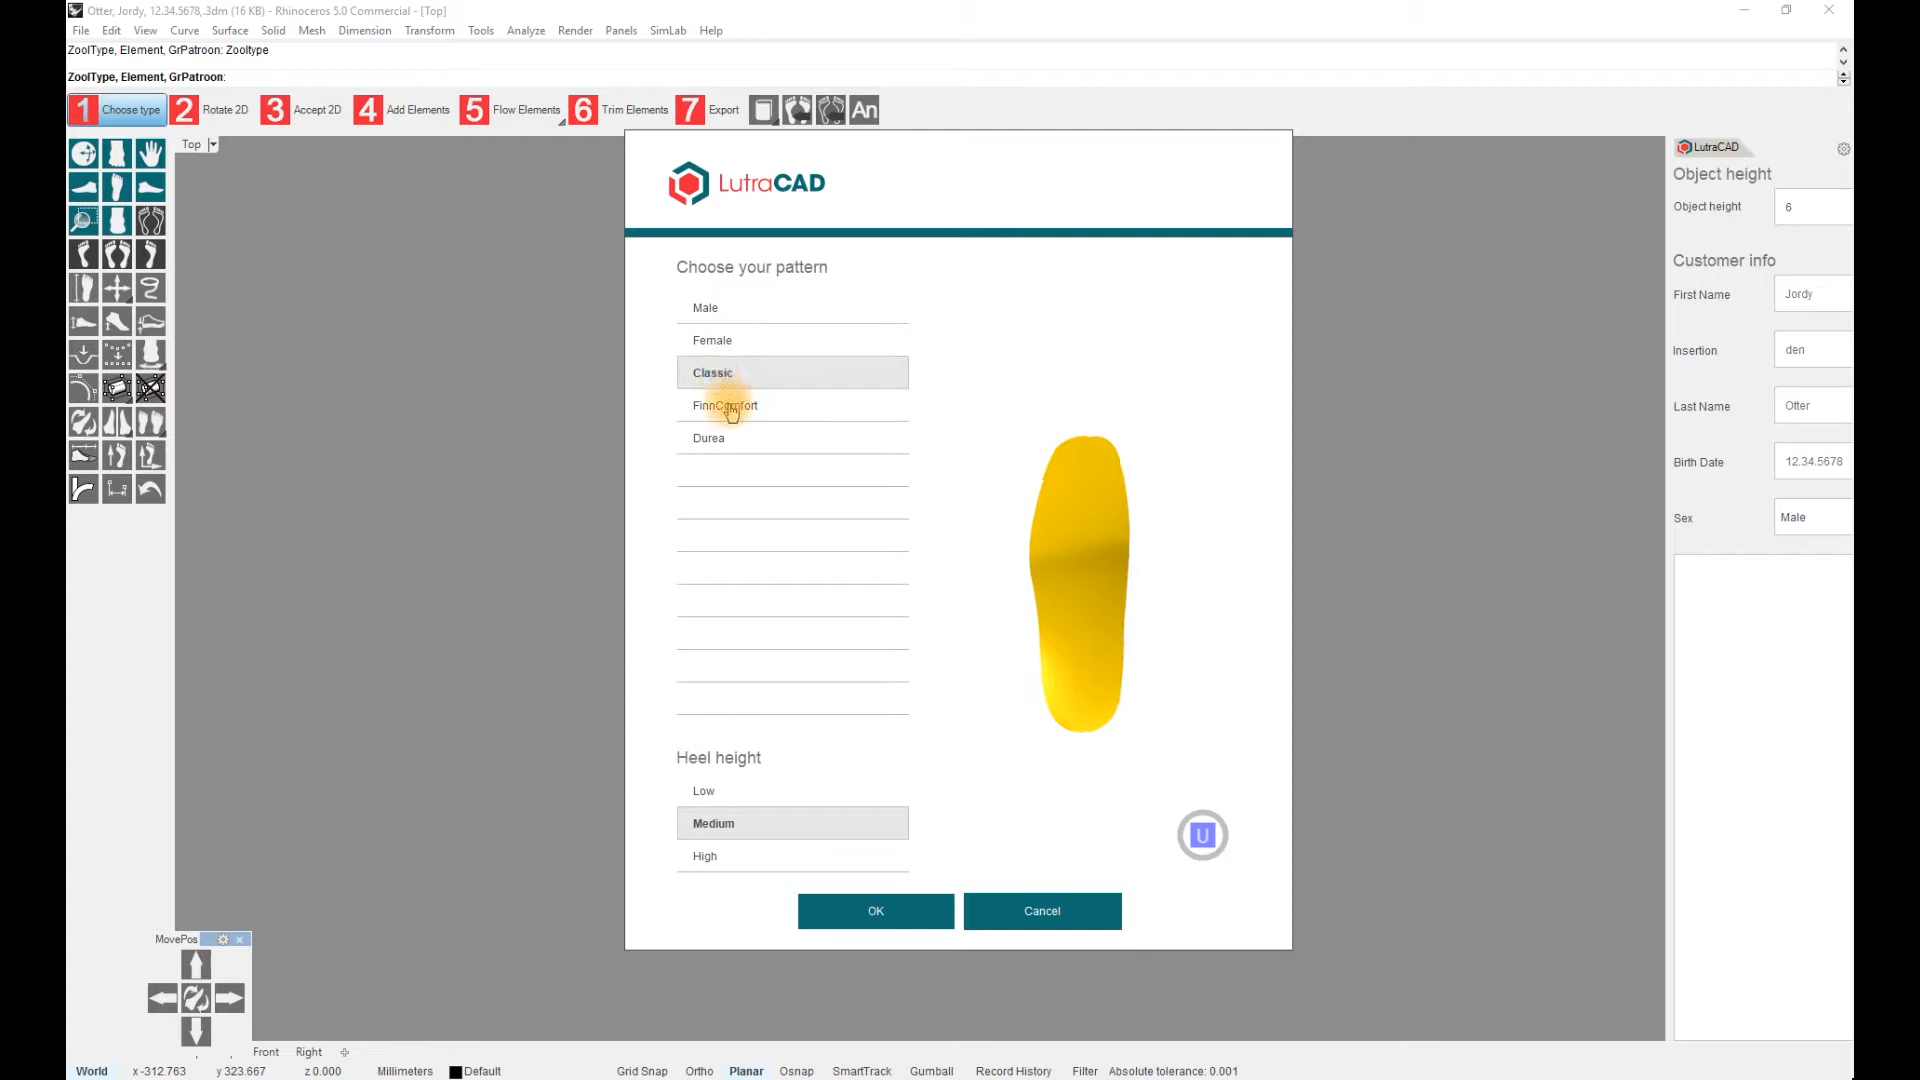 Otter, Jordy, 12.34.5678,.3dm (16 KB) - Rhinoceros 5.0 Commercial - [Top]
File Edit View Curve Surface Solid Mesh Dimension Transform Tools Analyze Render Panels SimLab Help
ZoolType, Element, GrPatroon: Zooltype
ZoolType, Element, GrPatroon:
1 Choose type 2 Rotate 2D 3 Accept 2D 4 Add Elements 5 Flow Elements 6 Trim Elements 7 Export An
Top
LutraCAD
Choose your pattern
Male
Female
Classic
FinnComfort
Durea
Heel height
Low
Medium
High
U
OK Cancel
LutraCAD
Object height
Object height 6
Customer info
First Name Jordy
Insertion den
Last Name Otter
Birth Date 12.34.5678
Sex Male
MovePos
Front Right
World x -312.763 y 323.667 z 0.000 Millimeters Default Grid Snap Ortho Planar Osnap SmartTrack Gumball Record History Filter Absolute tolerance: 0.001